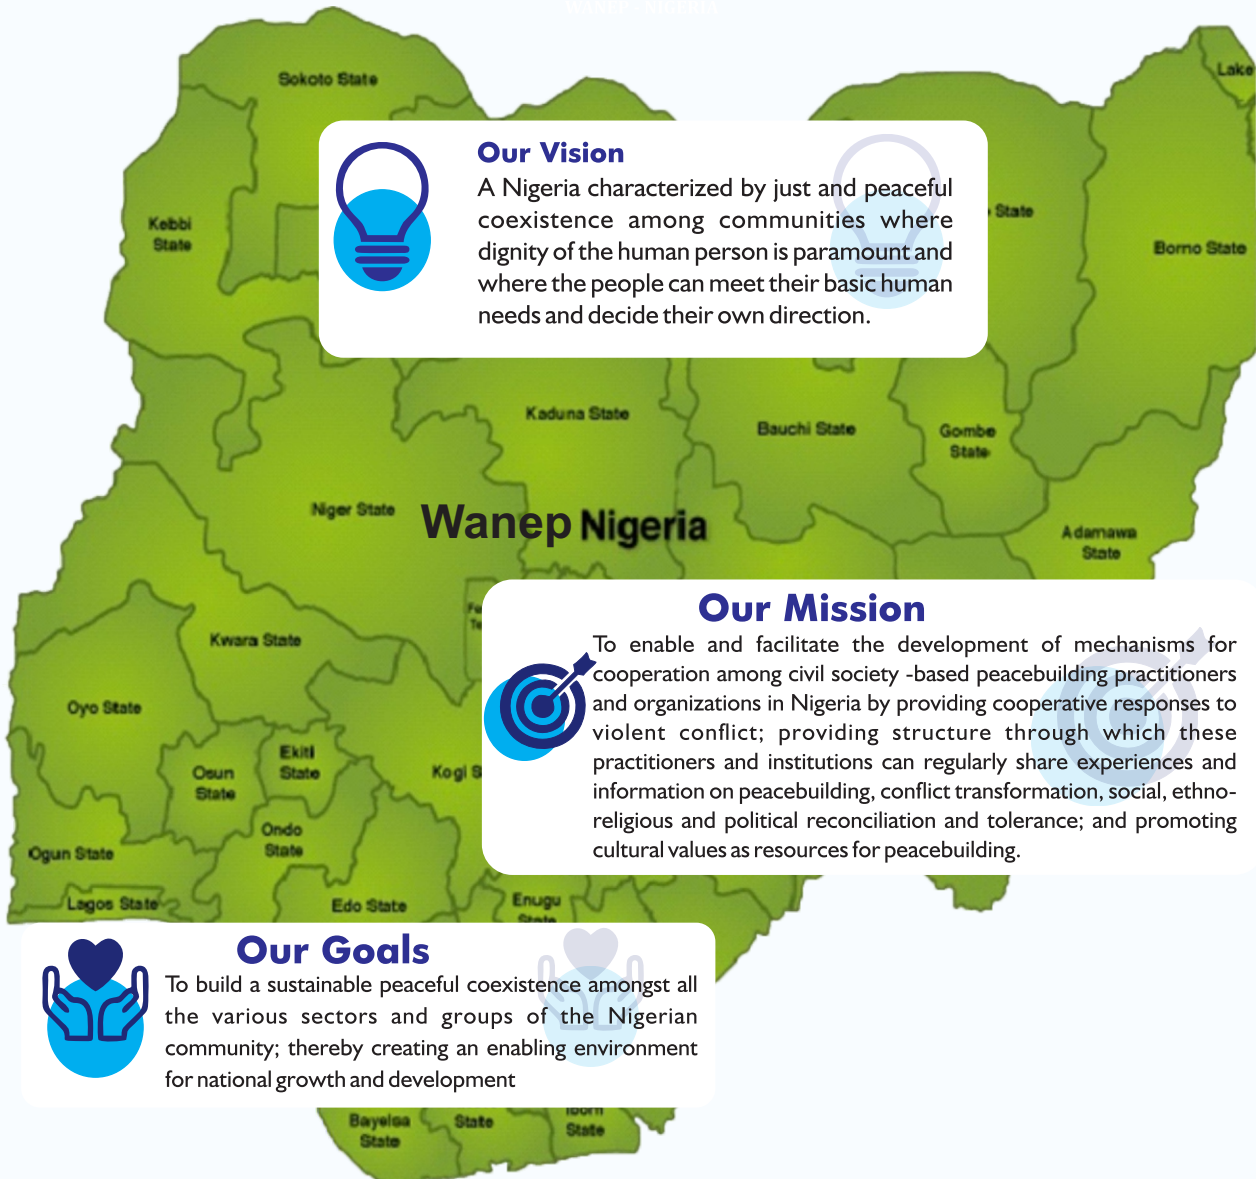 WANEP - NIGERIA
Sokoto State
Lake
Our Vision
A Nigeria characterized by just and peaceful
coexistence among communities where
dignity of the human person is paramount and
where the people can meet their basic human
needs and decide their own direction.
Kebbi
State
State
Borno State
Kaduna State
Bauchi State
Gombe
State
Niger State
Wanep Nigeria
Adamawa
State
Our Mission
To enable and facilitate the development of mechanisms for
cooperation among civil society -based peacebuilding practitioners
and organizations in Nigeria by providing cooperative responses to
violent conflict; providing structure through which these
practitioners and institutions can regularly share experiences and
information on peacebuilding, conflict transformation, social, ethno-
religious and political reconciliation and tolerance; and promoting
cultural values as resources for peacebuilding.
Kwara State
Oyo State
Osun
State
Ekiti
State
Kogi S
Ondo
State
Ogun State
Lagos State
Edo State
Enugu
State
Our Goals
To build a sustainable peaceful coexistence amongst all
the various sectors and groups of the Nigerian
community; thereby creating an enabling environment
for national growth and development
Bayelsa
State
State
Ibom
State